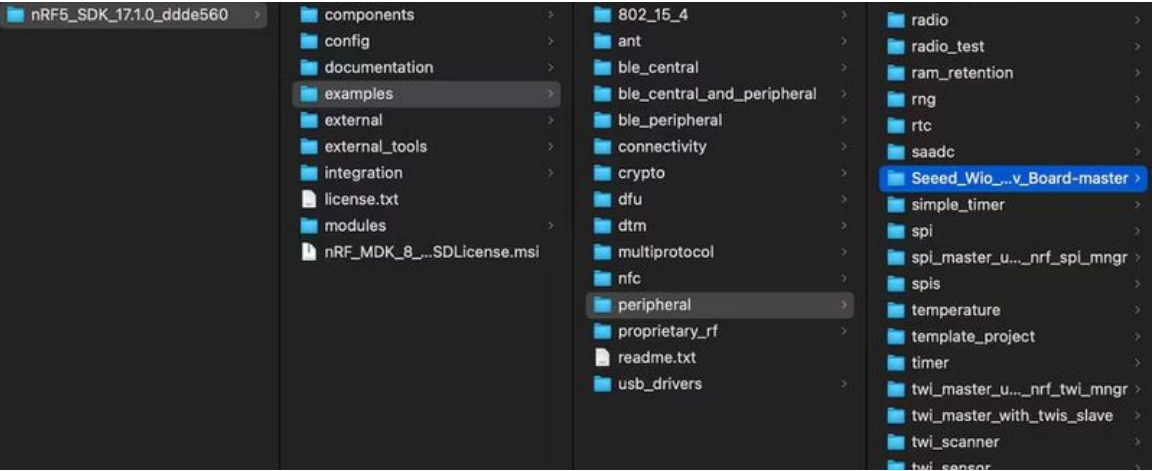 nRF5_SDK_17.1.0_ddde560
components
config
documentation
examples
external
external_tools
integration
license.txt
modules
nRF_MDK_8_...SDLicense.msi
802_15_4
ant
ble_central
ble_central_and_peripheral
ble_peripheral
connectivity
crypto
dfu
dtm
multiprotocol
nfc
peripheral
proprietary_rf
readme.txt
usb_drivers
radio
radio_test
ram_retention
rng
rtc
saadc
Seeed_Wio_...v_Board-master
simple_timer
spi
spi_master_u..._nrf_spi_mngr
spis
temperature
template_project
timer
twi_master_u..._nrf_twi_mngr
twi_master_with_twis_slave
twi_scanner
twi_sensor